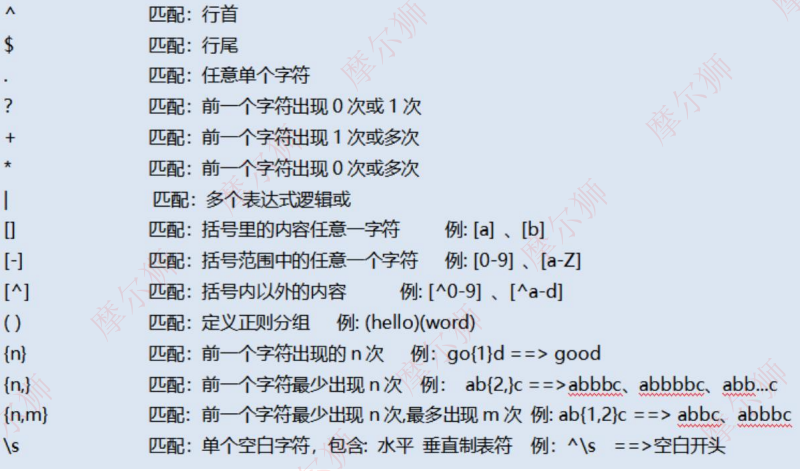 ^ 匹配：行首
$ 匹配：行尾
. 匹配：任意单个字符
? 匹配：前一个字符出现 0 次或 1 次
+ 匹配：前一个字符出现 1 次或多次
* 匹配：前一个字符出现 0 次或多次
| 匹配：多个表达式逻辑或
[] 匹配：括号里的内容任意一字符 例: [a] 、[b]
[-] 匹配：括号范围中的任意一个字符 例: [0-9] 、[a-Z]
[^] 匹配：括号内以外的内容 例: [^0-9] 、[^a-d]
( ) 匹配：定义正则分组 例: (hello)(word)
{n} 匹配：前一个字符出现的 n 次 例：go{1}d ==> good
{n,} 匹配：前一个字符最少出现 n 次 例： ab{2,}c ==>abbbc、abbbbc、abb...c
{n,m} 匹配：前一个字符最少出现 n 次,最多出现 m 次 例: ab{1,2}c ==> abbc、abbbc
\s 匹配：单个空白字符，包含: 水平 垂直制表符 例：^\s ==>空白开头
摩尔狮
摩尔狮
摩尔狮
摩尔狮
摩尔狮
摩尔狮
摩尔狮